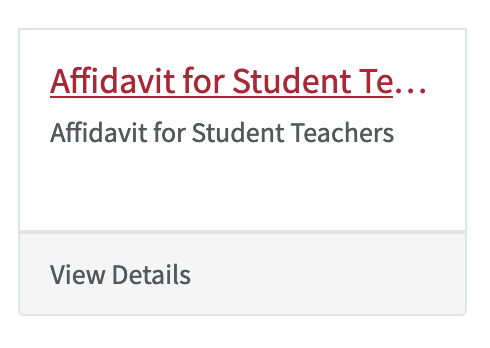 Affidavit for Student Te...
Affidavit for Student Teachers
View Details